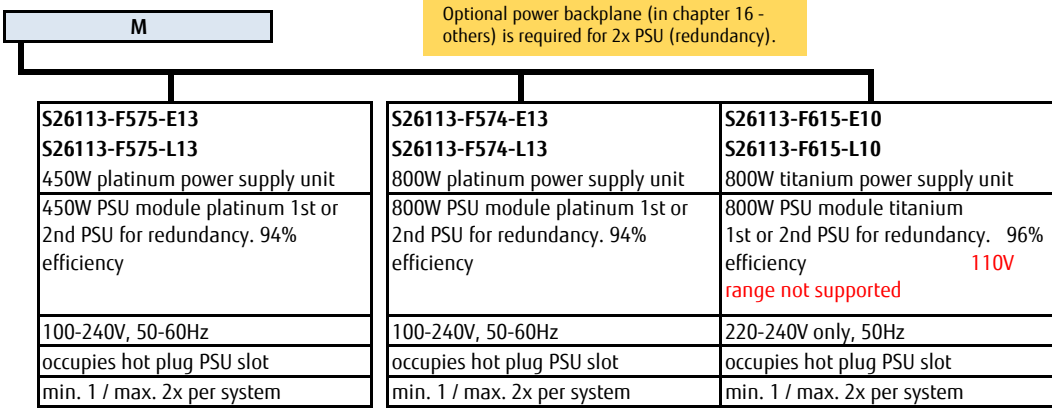 M
Optional power backplane (in chapter 16 -
others) is required for 2x PSU (redundancy).
S26113-F575-E13
S26113-F575-L13
450W platinum power supply unit
450W PSU module platinum 1st or
2nd PSU for redundancy. 94%
efficiency
100-240V, 50-60Hz
occupies hot plug PSU slot
min. 1 / max. 2x per system
S26113-F574-E13
S26113-F574-L13
800W platinum power supply unit
800W PSU module platinum 1st or
2nd PSU for redundancy. 94%
efficiency
100-240V, 50-60Hz
occupies hot plug PSU slot
min. 1 / max. 2x per system
S26113-F615-E10
S26113-F615-L10
800W titanium power supply unit
800W PSU module titanium
1st or 2nd PSU for redundancy. 96%
efficiency 110V
range not supported
220-240V only, 50Hz
occupies hot plug PSU slot
min. 1 / max. 2x per system